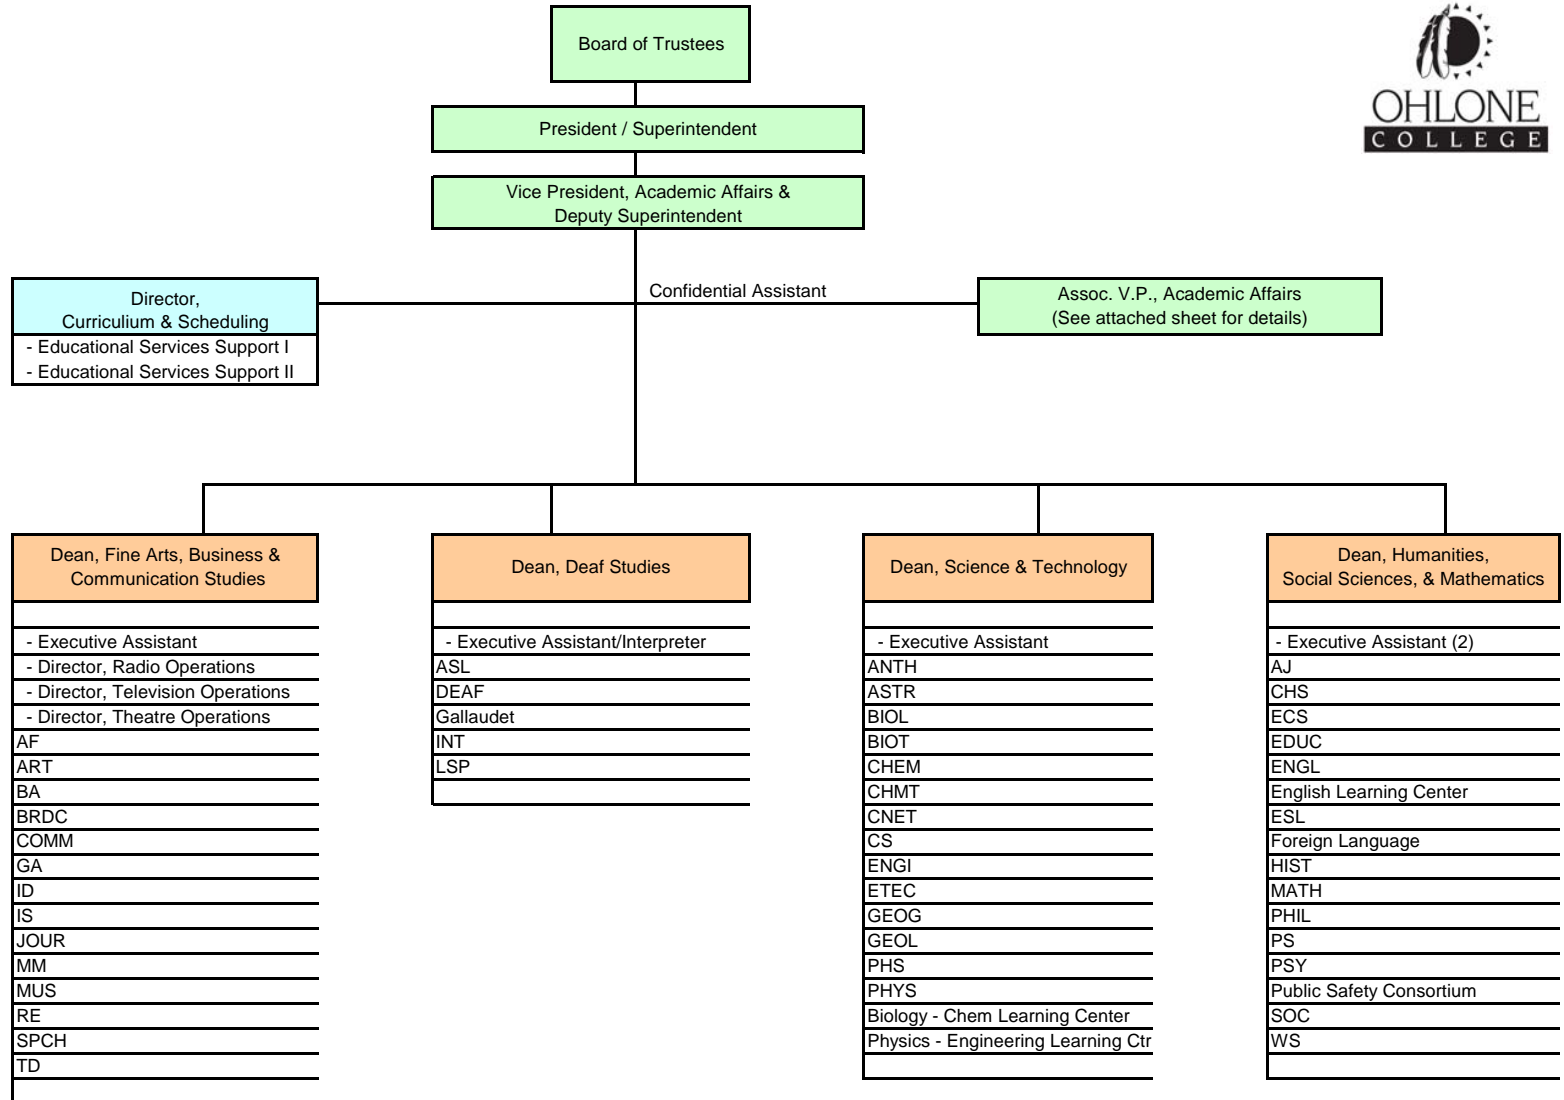 Board of Trustees
OHLONE
COLLEGE
President / Superintendent
Vice President, Academic Affairs &
Deputy Superintendent
Director,
Curriculium & Scheduling
- Educational Services Support I
- Educational Services Support II
Confidential Assistant
Assoc. V.P., Academic Affairs
(See attached sheet for details)
Dean, Fine Arts, Business &
Communication Studies
- Executive Assistant
- Director, Radio Operations
- Director, Television Operations
- Director, Theatre Operations
AF
ART
BA
BRDC
COMM
GA
ID
IS
JOUR
MM
MUS
RE
SPCH
TD
Dean, Deaf Studies
- Executive Assistant/Interpreter
ASL
DEAF
Gallaudet
INT
LSP
Dean, Science & Technology
- Executive Assistant
ANTH
ASTR
BIOL
BIOT
CHEM
CHMT
CNET
CS
ENGI
ETEC
GEOG
GEOL
PHS
PHYS
Biology - Chem Learning Center
Physics - Engineering Learning Ctr
Dean, Humanities,
Social Sciences, & Mathematics
- Executive Assistant (2)
AJ
CHS
ECS
EDUC
ENGL
English Learning Center
ESL
Foreign Language
HIST
MATH
PHIL
PS
PSY
Public Safety Consortium
SOC
WS